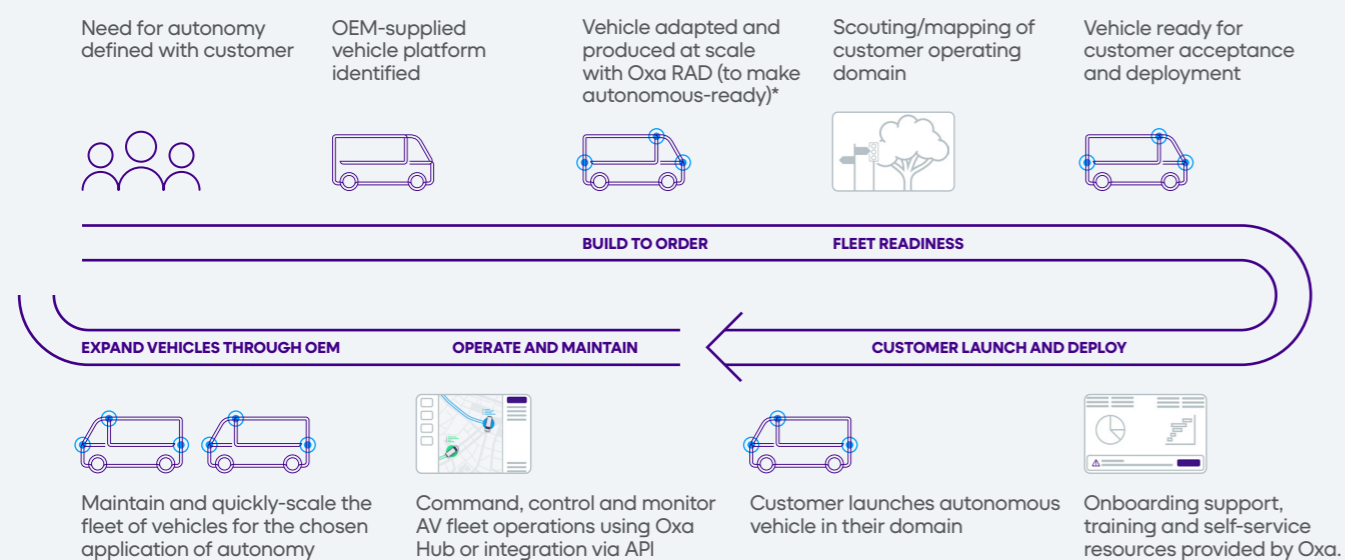 Need for autonomy
defined with customer
OEM-supplied
vehicle platform
identified
Vehicle adapted and
produced at scale
with Oxa RAD (to make
autonomous-ready)*
Scouting/mapping of
customer operating
domain
Vehicle ready for
customer acceptance
and deployment
BUILD TO ORDER
FLEET READINESS
EXPAND VEHICLES THROUGH OEM
OPERATE AND MAINTAIN
CUSTOMER LAUNCH AND DEPLOY
Maintain and quickly-scale the
fleet of vehicles for the chosen
application of autonomy
Command, control and monitor
AV fleet operations using Oxa
Hub or integration via API
Customer launches autonomous
vehicle in their domain
Onboarding support,
training and self-service
resources provided by Oxa.